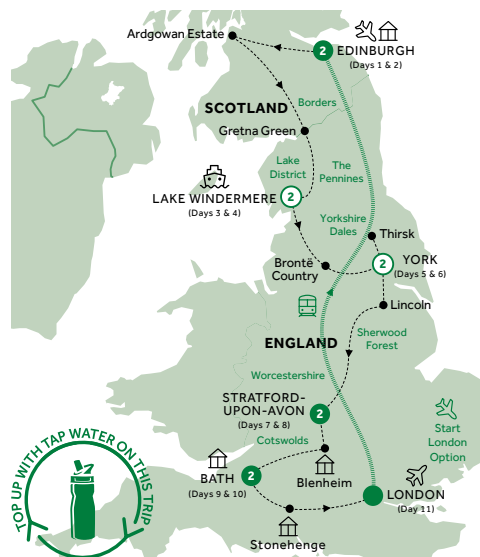 Ardgowan Estate
2
EDINBURGH
(Days 1 & 2)
SCOTLAND
Borders
Gretna Green
Lake
District
The
Pennines
LAKE WINDERMERE
(Days 3 & 4)
2
Yorkshire
Dales
Thirsk
Brontë
Country
2
YORK
(Days 5 & 6)
Lincoln
Sherwood
Forest
ENGLAND
Worcestershire
STRATFORD-
UPON-AVON
(Days 7 & 8)
2
Cotswolds
Start
London
Option
BATH
(Days 9 & 10)
2
Blenheim
LONDON
(Day 11)
Stonehenge
TOP UP WITH TAP WATER ON THIS TRIP